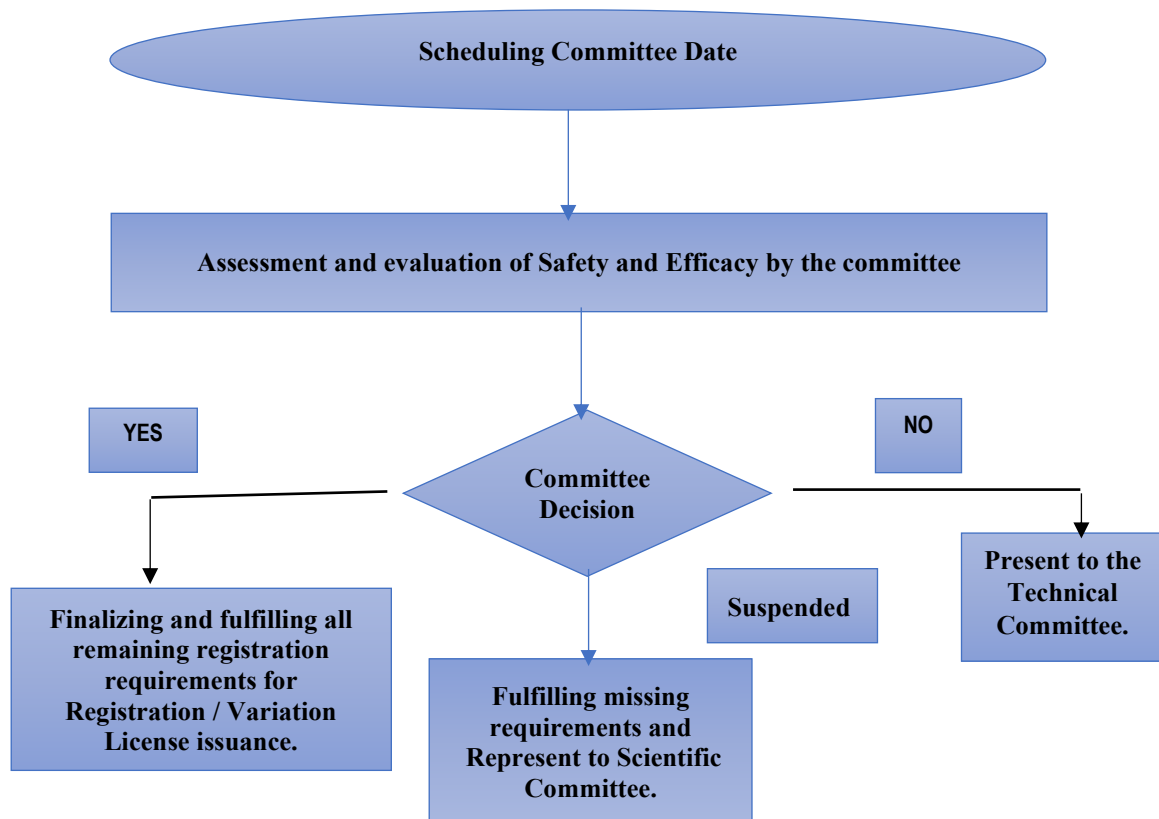 Scheduling Committee Date
Assessment and evaluation of Safety and Efficacy by the committee
YES
NO
Committee
Decision
Present to the
Technical
Committee.
Suspended
Finalizing and fulfilling all
remaining registration
requirements for
Registration / Variation
License issuance.
Fulfilling missing
requirements and
Represent to Scientific
Committee.